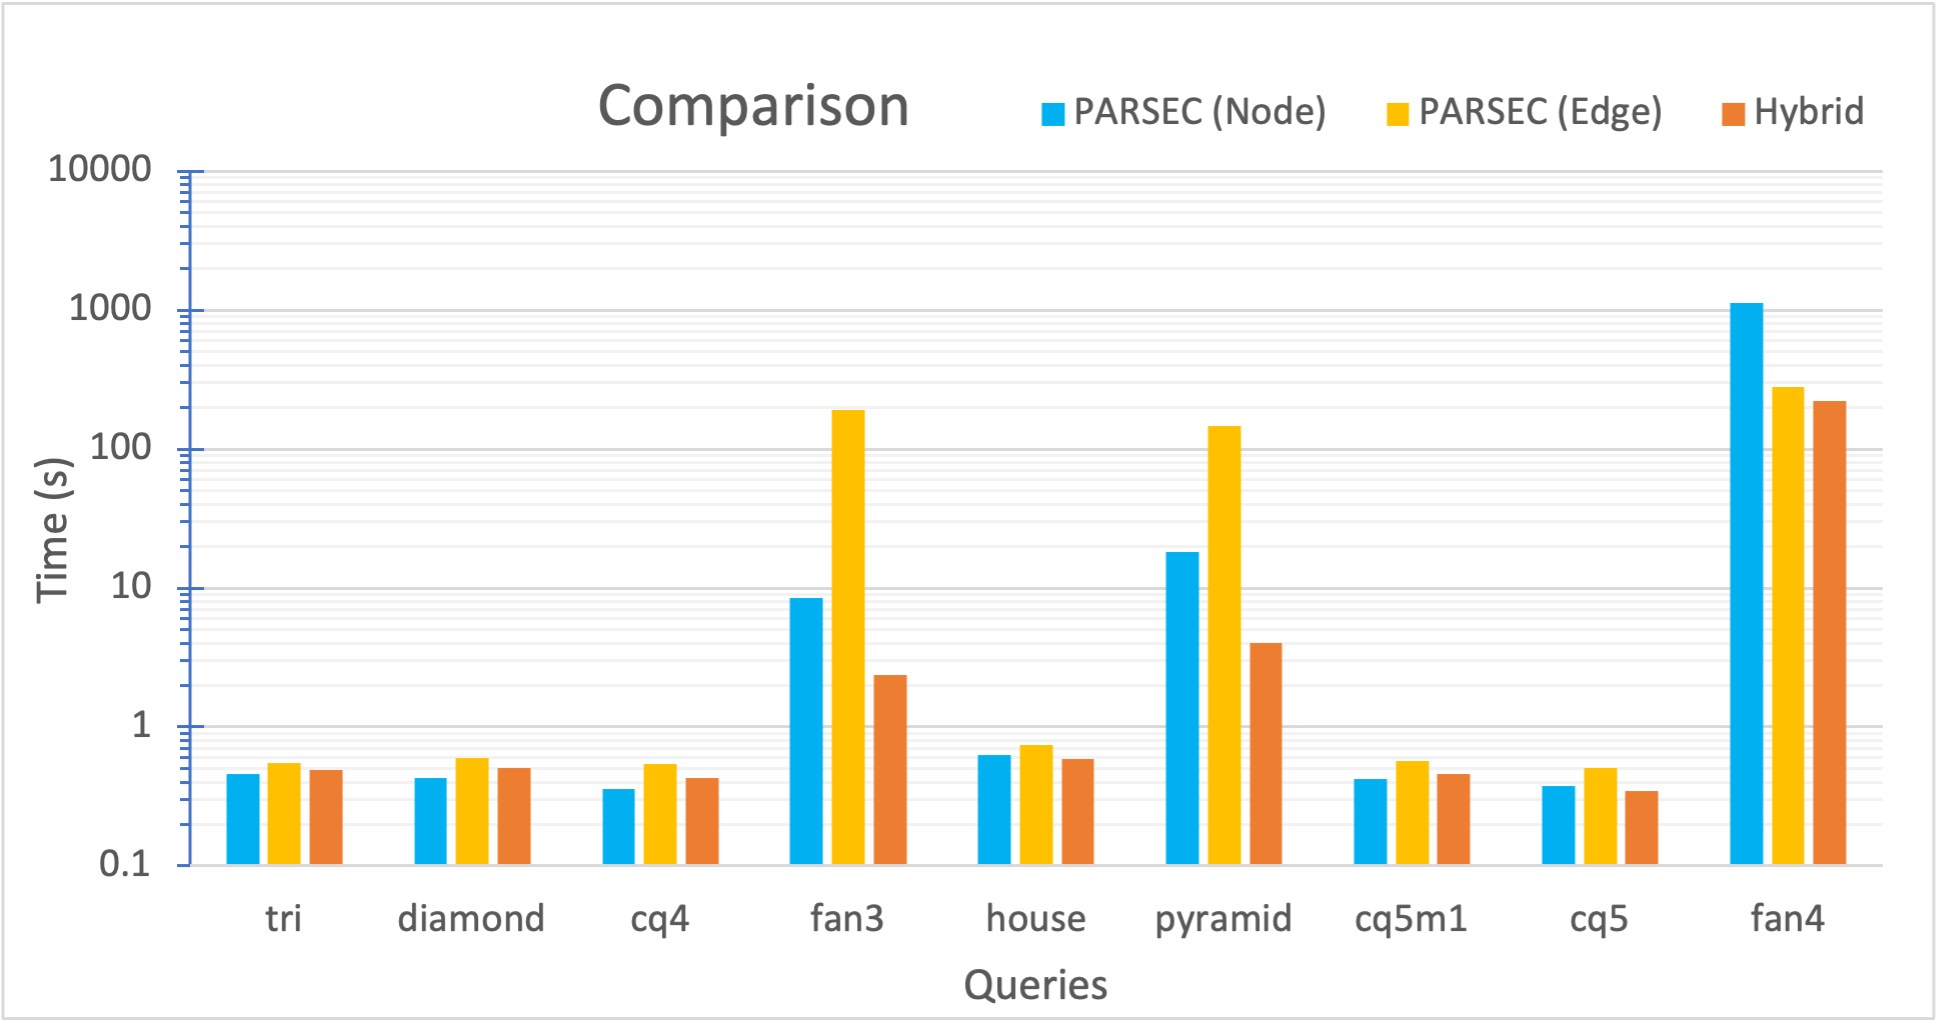 Comparison
PARSEC (Node) PARSEC (Edge) Hybrid
10000
1000
100
10
1
0.1
Time (s)
tri diamond cq4 fan3 house pyramid cq5m1 cq5 fan4
Queries